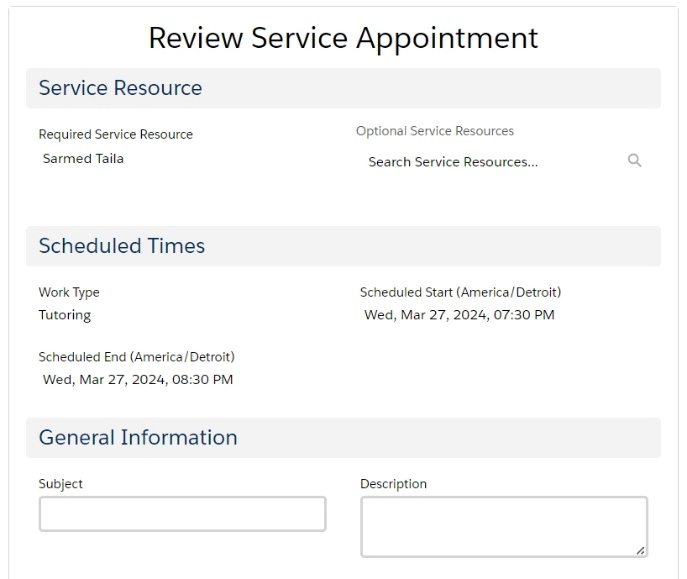 Review Service Appointment
Service Resource
Required Service Resource
Sarmed Taila
Optional Service Resources
Search Service Resources...
Scheduled Times
Work Type
Tutoring
Scheduled Start (America/Detroit)
Wed, Mar 27, 2024, 07:30 PM
Scheduled End (America/Detroit)
Wed, Mar 27, 2024, 08:30 PM
General Information
Subject
Description